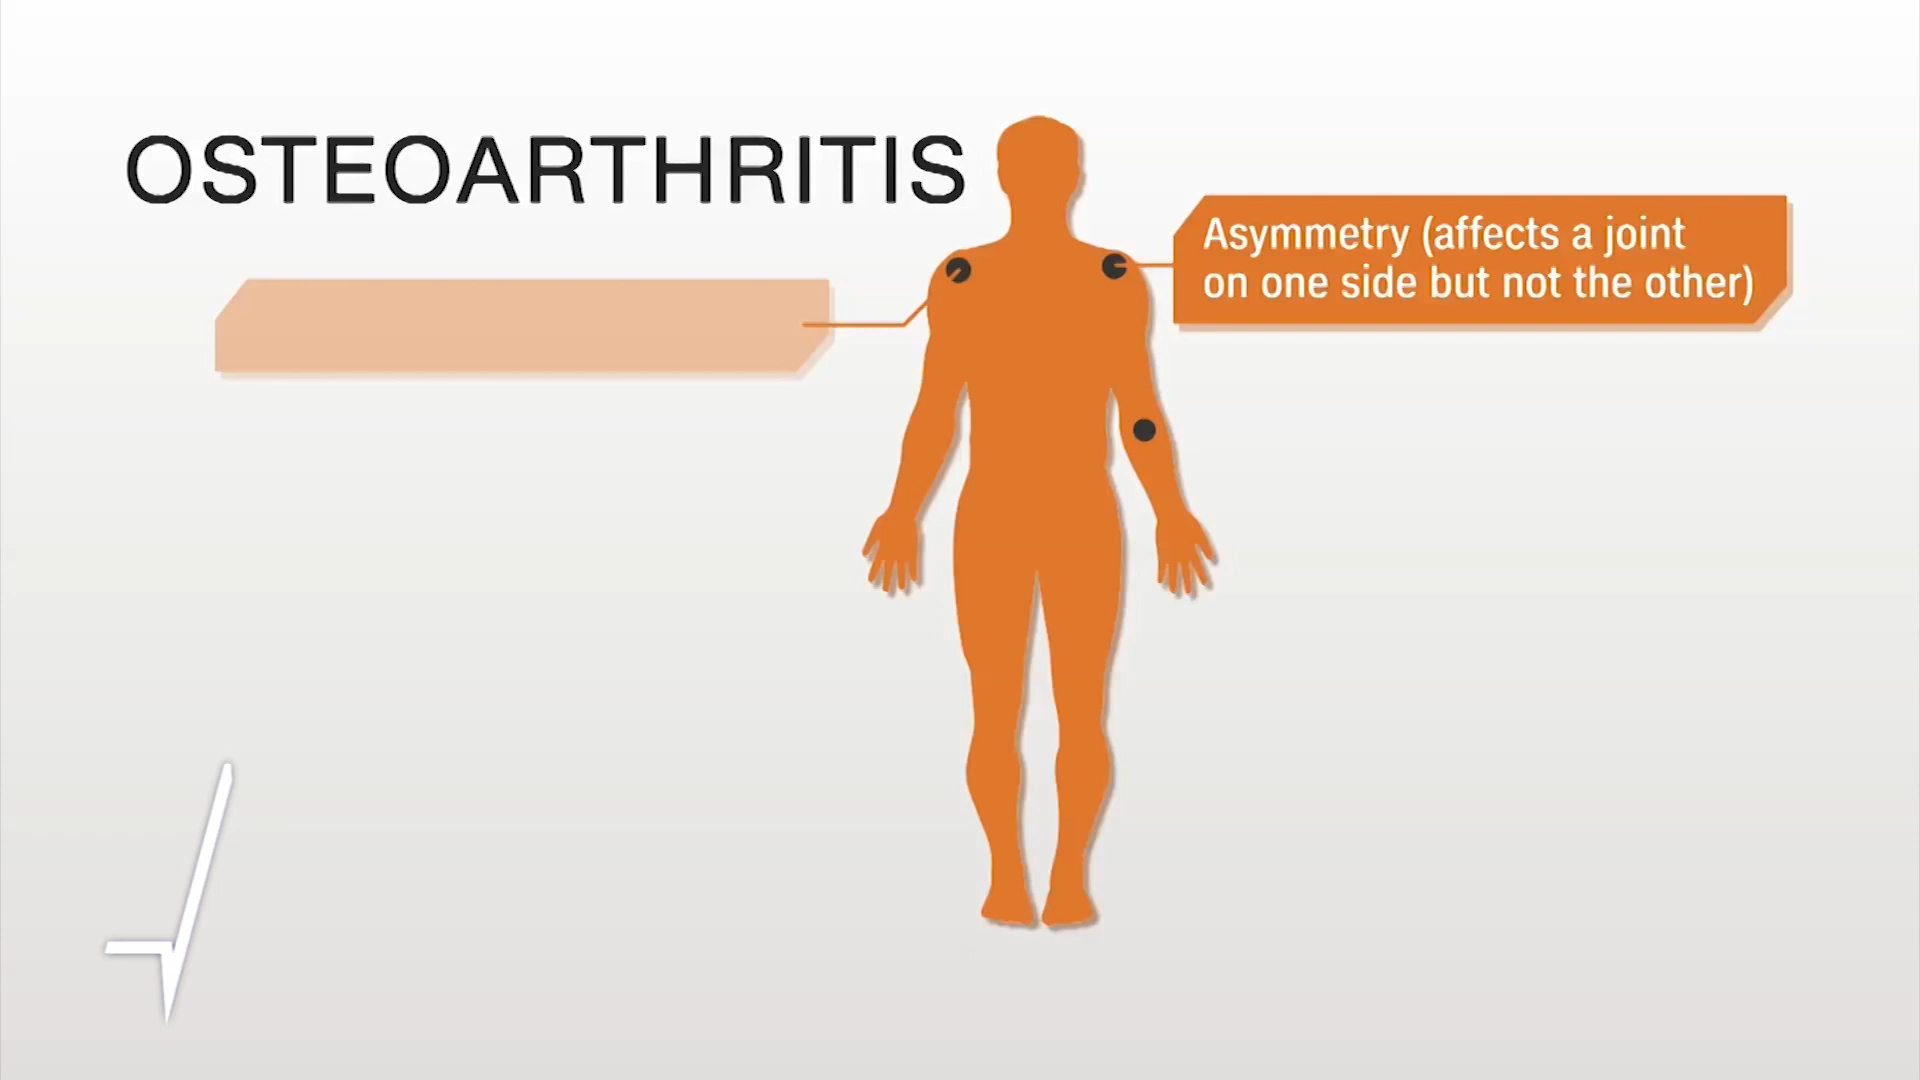 OSTEOARTHRITIS
Asymmetry (affects a joint
on one side but not the other)